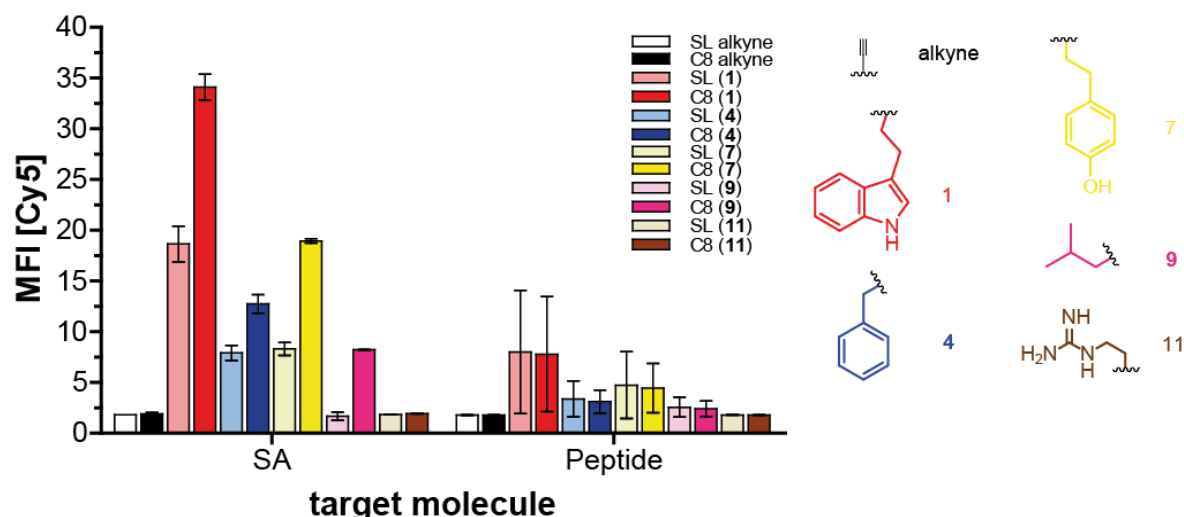 40
35
30
25
20
15
10
5
0
MFI [Cy5]
SA
Peptide
target molecule
SL alkyne
C8 alkyne
SL (1)
C8 (1)
SL (4)
C8 (4)
SL (7)
C8 (7)
SL (9)
C8 (9)
SL (11)
C8 (11)
alkyne
OH
7
N
H
1
9
4
NH
H₂N
N
H
11